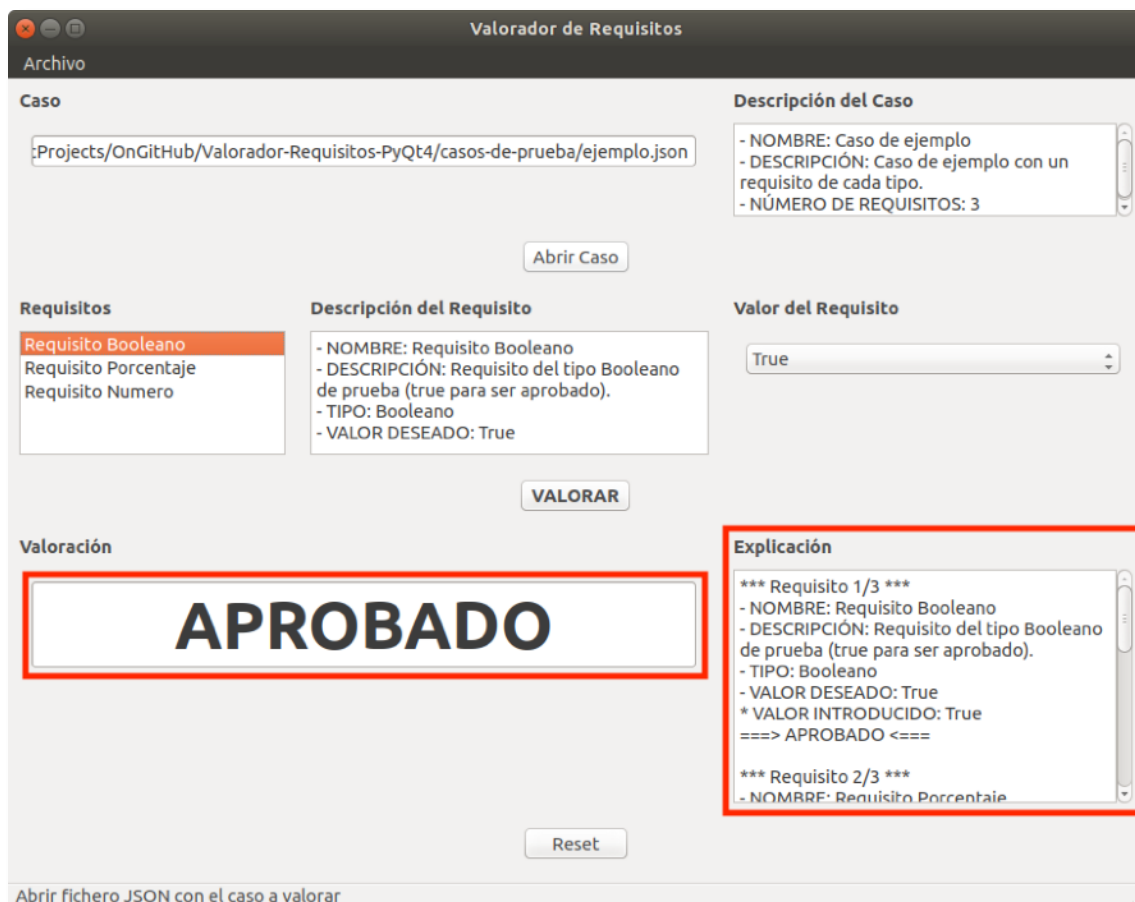 Valorador de Requisitos
Archivo
Caso
:Projects/OnGitHub/Valorador-Requisitos-PyQt4/casos-de-prueba/ejemplo.json
Abrir Caso
Descripción del Caso
- NOMBRE: Caso de ejemplo
- DESCRIPCIÓN: Caso de ejemplo con un
requisito de cada tipo.
- NÚMERO DE REQUISITOS: 3
Requisitos
Requisito Booleano
Requisito Porcentaje
Requisito Numero
Descripción del Requisito
- NOMBRE: Requisito Booleano
- DESCRIPCIÓN: Requisito del tipo Booleano
de prueba (true para ser aprobado).
- TIPO: Booleano
- VALOR DESEADO: True
Valor del Requisito
True
VALORAR
Valoración
APROBADO
Explicación
*** Requisito 1/3 ***
- NOMBRE: Requisito Booleano
- DESCRIPCIÓN: Requisito del tipo Booleano
de prueba (true para ser aprobado).
- TIPO: Booleano
- VALOR DESEADO: True
* VALOR INTRODUCIDO: True
===> APROBADO <===
*** Requisito 2/3 ***
- NOMBRE: Requisito Porcentaje
Reset
Abrir fichero JSON con el caso a valorar